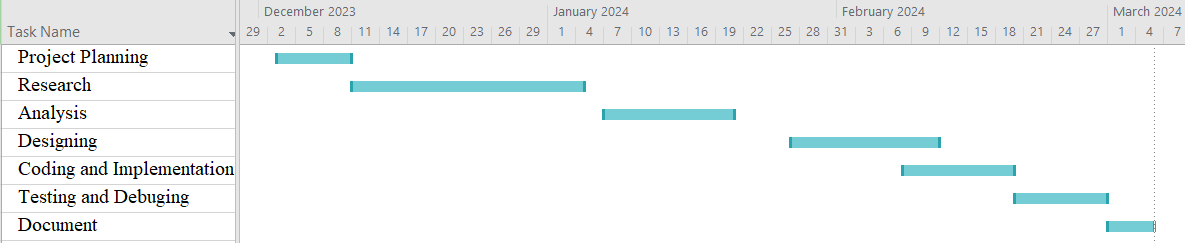 December 2023 January 2024 February 2024 March 2024
Task Name
29 2 5 8 11 14 17 20 23 26 29 1 4 7 10 13 16 19 22 25 28 31 3 6 9 12 15 18 21 24 27 1 4 7
Project Planning
Research
Analysis
Designing
Coding and Implementation
Testing and Debuging
Document